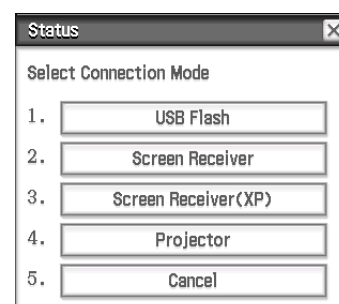 Status
Select Connection Mode
1. USB Flash
2. Screen Receiver
3. Screen Receiver(XP)
4. Projector
5. Cancel